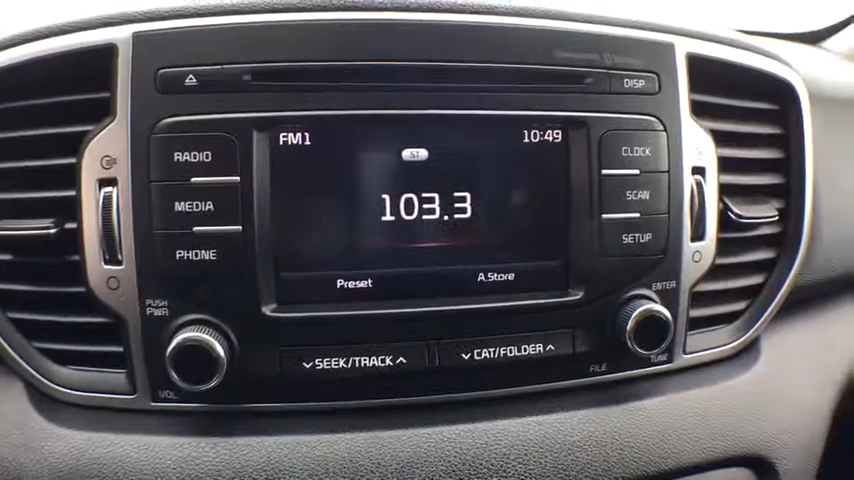 DISP
FM1
10:49
ST
RADIO
CLOCK
103.3
MEDIA
SCAN
PHONE
SETUP
Preset
A.Store
PUSH
PWR
ENTER
SEEK/TRACK
CAT/FOLDER
VOL
FILE
TUNE